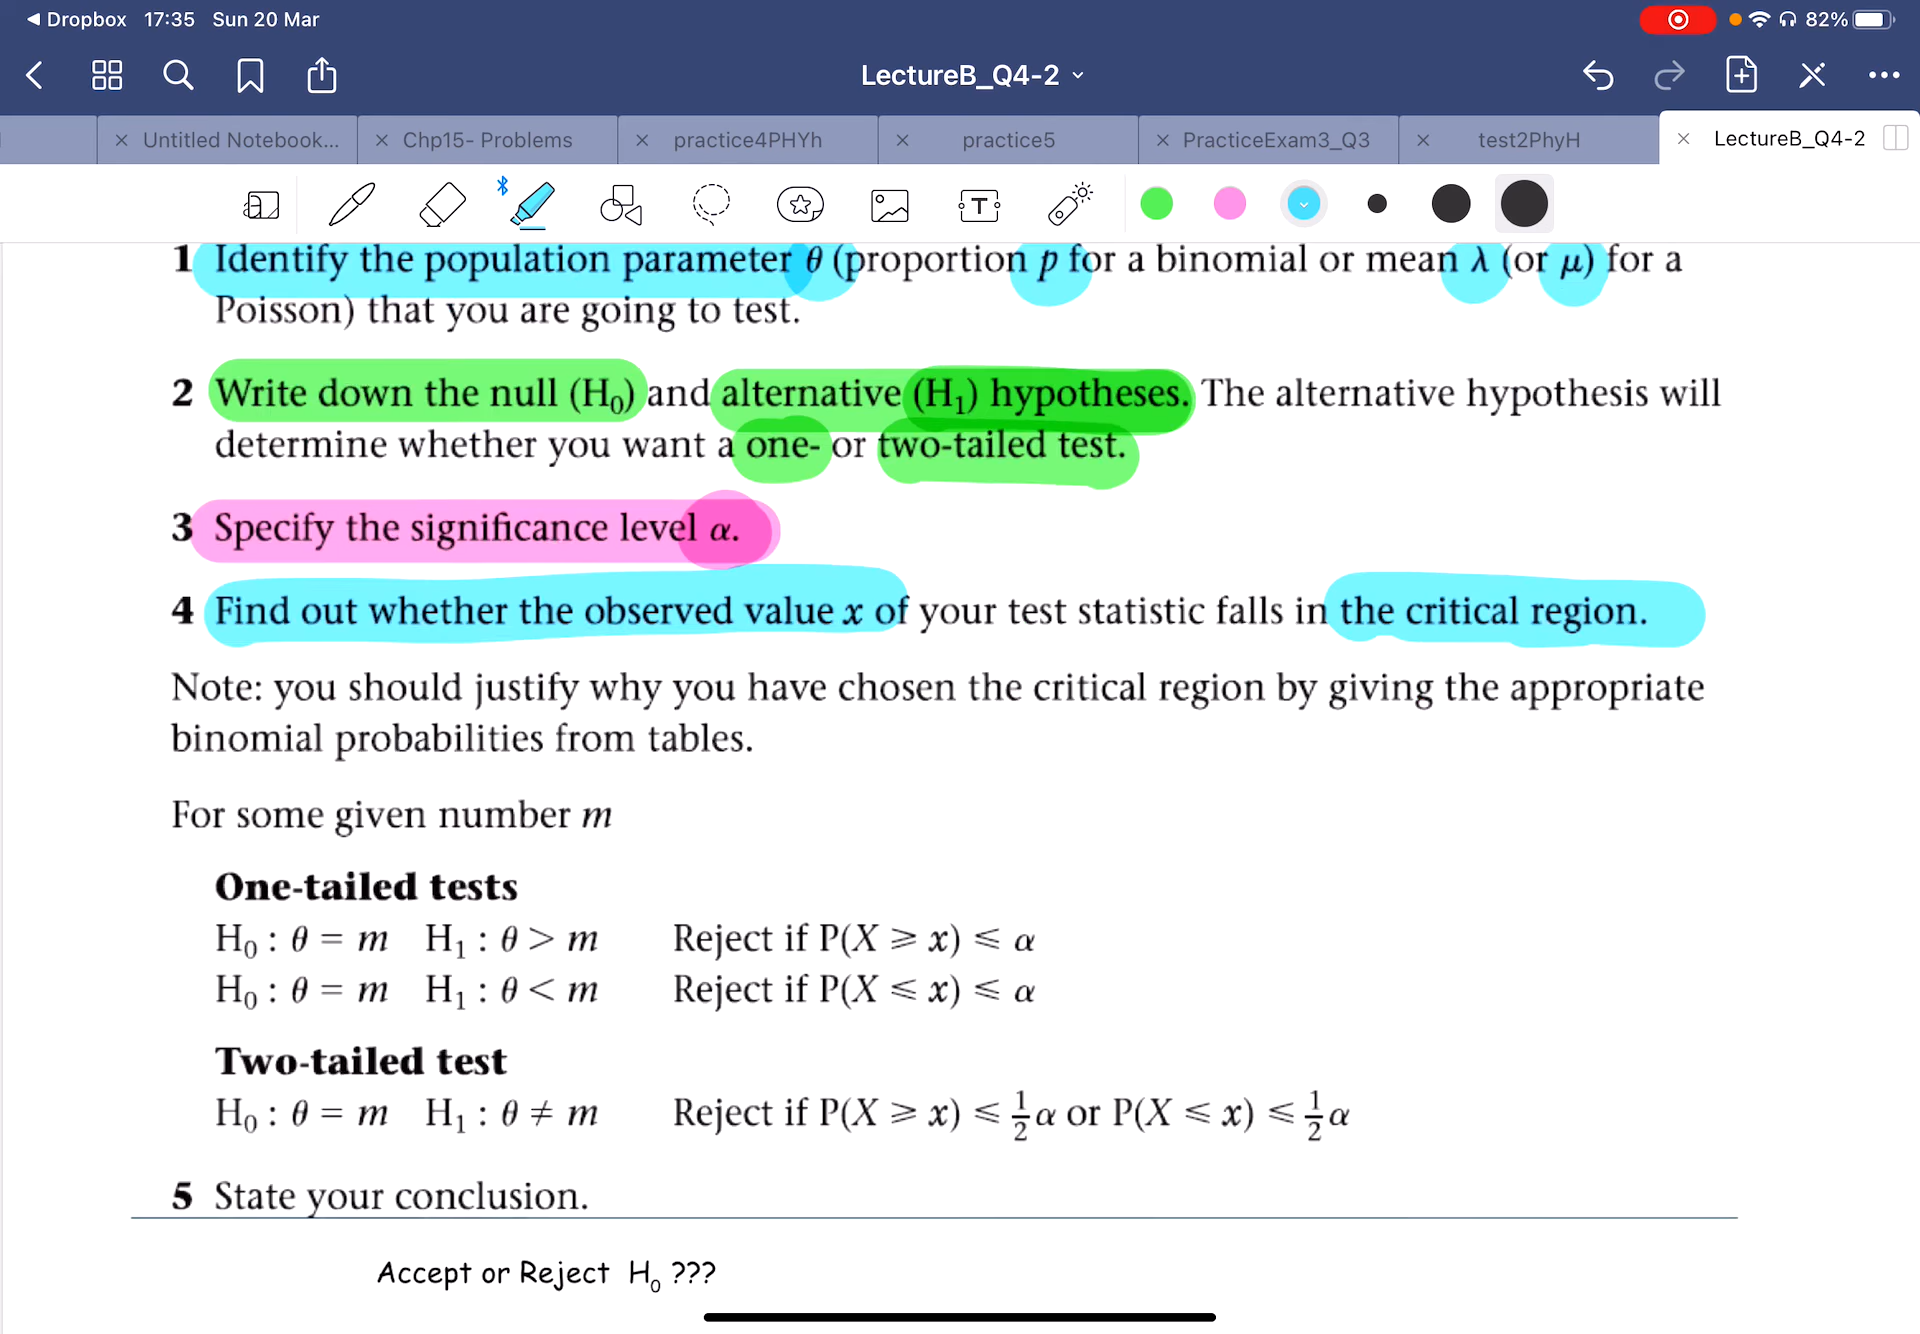 ◀ Dropbox 17:35 Sun 20 Mar 82%
LectureB_Q4-2
Untitled Notebook... Chp15- Problems practice4PHYh practice5 PracticeExam3_Q3 test2PhyH LectureB_Q4-2
1 Identify the population parameter θ (proportion p for a binomial or mean λ (or μ) for a
Poisson) that you are going to test.
2 Write down the null (H₀) and alternative (H₁) hypotheses. The alternative hypothesis will
determine whether you want a one- or two-tailed test.
3 Specify the significance level α.
4 Find out whether the observed value x of your test statistic falls in the critical region.
Note: you should justify why you have chosen the critical region by giving the appropriate
binomial probabilities from tables.
For some given number m
One-tailed tests
H₀ : θ = m H₁ : θ > m Reject if P(X ⩾ x) ⩽ α
H₀ : θ = m H₁ : θ < m Reject if P(X ⩽ x) ⩽ α
Two-tailed test
H₀ : θ = m H₁ : θ ≠ m Reject if P(X ⩾ x) ⩽ ½α or P(X ⩽ x) ⩽ ½α
5 State your conclusion.
Accept or Reject H₀ ???